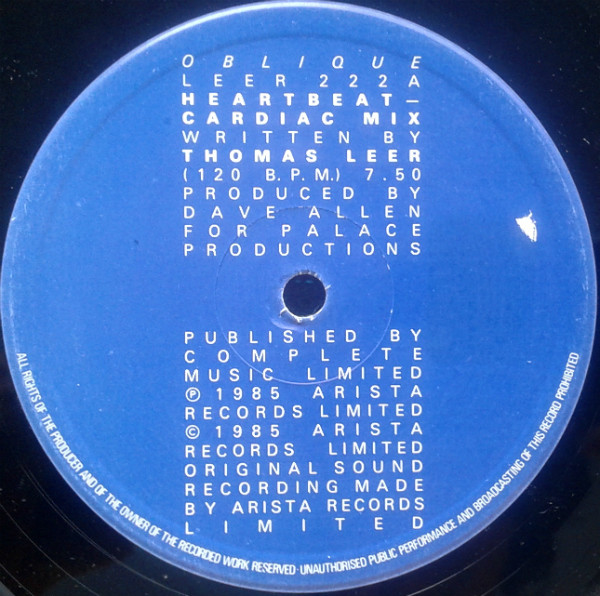 OBLIQUE
LEER 222A
HEARTBEAT–
CARDIAC MIX
WRITTEN BY
THOMAS LEER
(120 B.P.M.) 7.50
PRODUCED BY
DAVE ALLEN
FOR PALACE
PRODUCTIONS
PUBLISHED BY
COMPLETE
MUSIC LIMITED
℗ 1985 ARISTA
RECORDS LIMITED
© 1985 ARISTA
RECORDS LIMITED
ORIGINAL SOUND
RECORDING MADE
BY ARISTA RECORDS
LIMITED
ALL RIGHTS OF THE PRODUCER AND OF THE OWNER OF THE RECORDED WORK RESERVED·UNAUTHORISED PUBLIC PERFORMANCE AND BROADCASTING OF THIS RECORD PROHIBITED